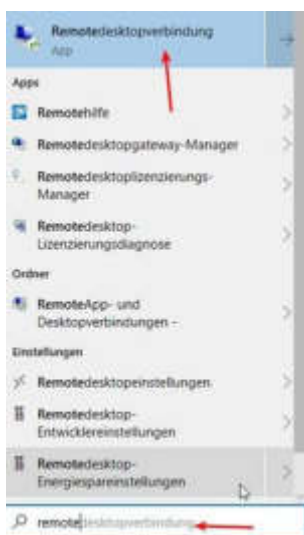 Remotedesktopverbindung
App
Apps
Remotehilfe
Remotedesktopgateway-Manager
Remotedesktoplizenzierungs-
Manager
Remotedesktop-
Lizenzierungsdiagnose
Ordner
RemoteApp- und
Desktopverbindungen -
Einstellungen
Remotedesktopeinstellungen
Remotedesktop-
Entwicklereinstellungen
Remotedesktop-
Energiespareinstellungen
remotedesktopverbindung